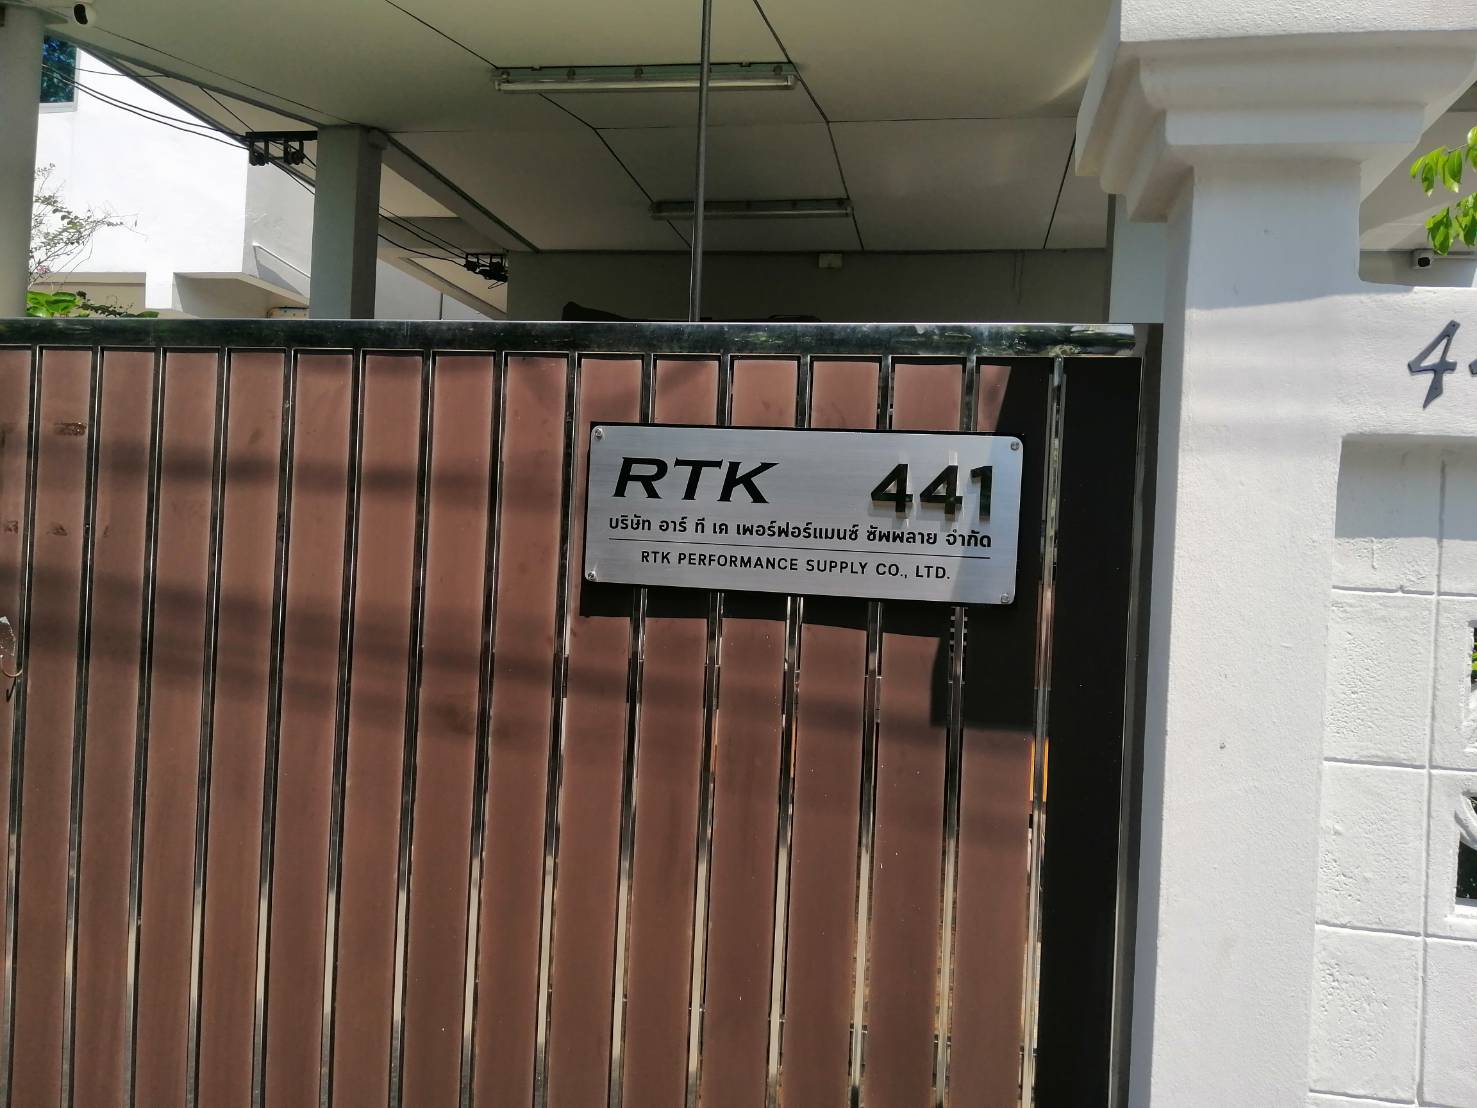 RTK 441
บริษัท อาร์ ที เค เพอร์ฟอร์แมนซ์ ซัพพลาย จำกัด
RTK PERFORMANCE SUPPLY CO., LTD.
4